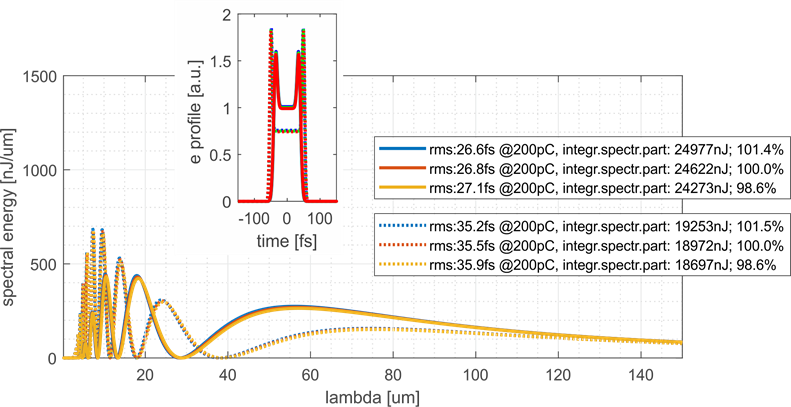 2
1.5
1
0.5
0
e profile [a.u.]
-100 0 100
time [fs]
1500
1000
500
0
spectral energy [nJ/um]
rms:26.6fs @200pC, integr.spectr.part: 24977nJ; 101.4%
rms:26.8fs @200pC, integr.spectr.part: 24622nJ; 100.0%
rms:27.1fs @200pC, integr.spectr.part: 24273nJ; 98.6%
rms:35.2fs @200pC, integr.spectr.part: 19253nJ; 101.5%
rms:35.5fs @200pC, integr.spectr.part: 18972nJ; 100.0%
rms:35.9fs @200pC, integr.spectr.part: 18697nJ; 98.6%
20 40 60 80 100 120 140
lambda [um]